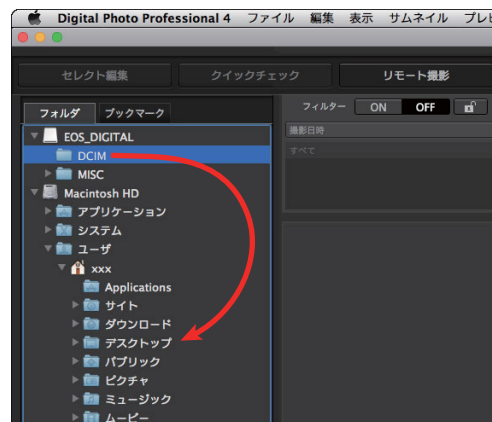 Digital Photo Professional 4 ファイル 編集 表示 サムネイル プレビ
セレクト編集 クイックチェック リモート撮影
フォルダ ブックマーク フィルター ON OFF
撮影日時
すべて
EOS_DIGITAL
DCIM
MISC
Macintosh HD
アプリケーション
システム
ユーザ
xxx
Applications
サイト
ダウンロード
デスクトップ
パブリック
ピクチャ
ミュージック
ムービー